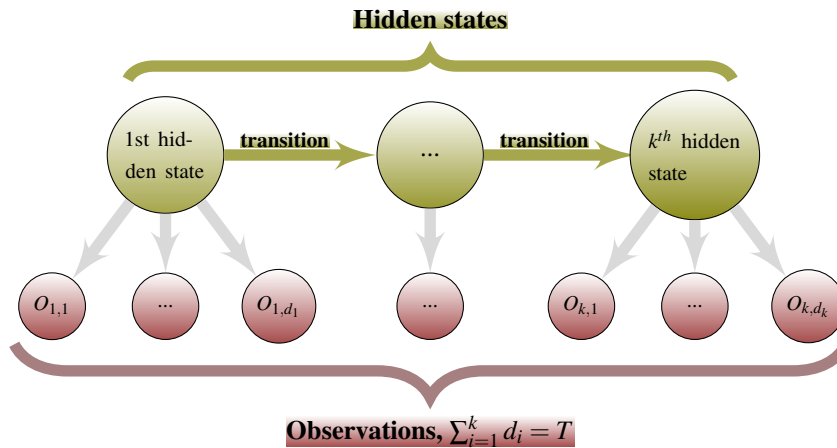 Hidden states
1st hid-
den state
transition
...
transition
k^{th} hidden
state
O_{1,1}
...
O_{1,d_1}
...
O_{k,1}
...
O_{k,d_k}
Observations, \sum_{i=1}^{k} d_i = T